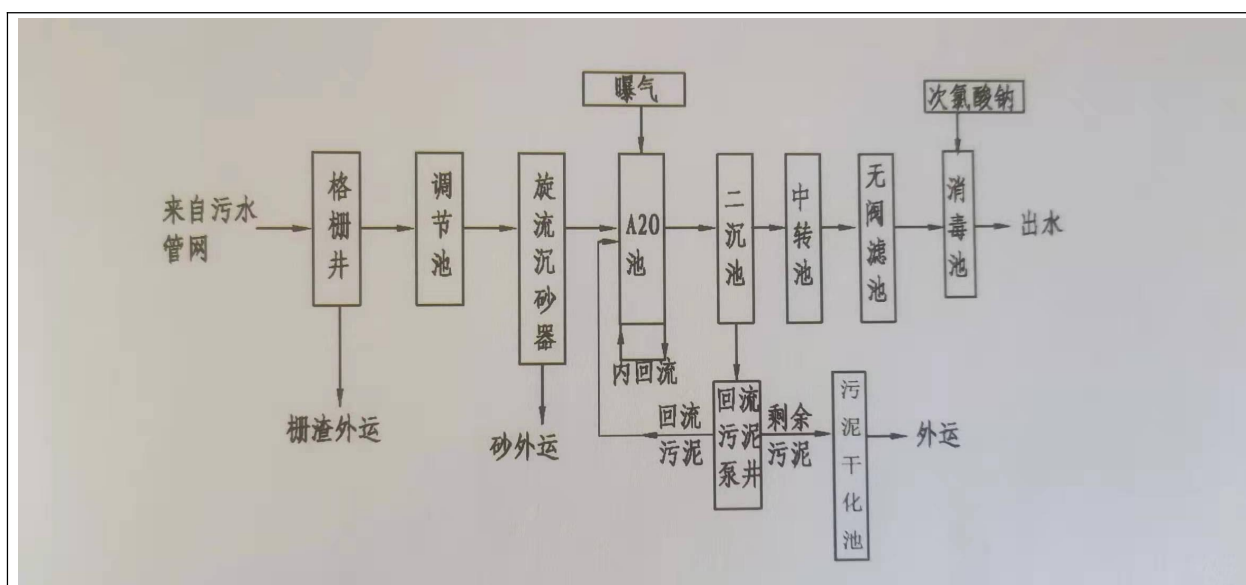 曝气
次氯酸钠
来自污水
管网
格栅井
调节池
旋流沉砂器
A2O
池
二沉池
中转池
无阀滤池
消毒池
出水
内回流
栅渣外运
砂外运
回流
污泥
回流
污泥
泵井
剩余
污泥
污泥干化池
外运